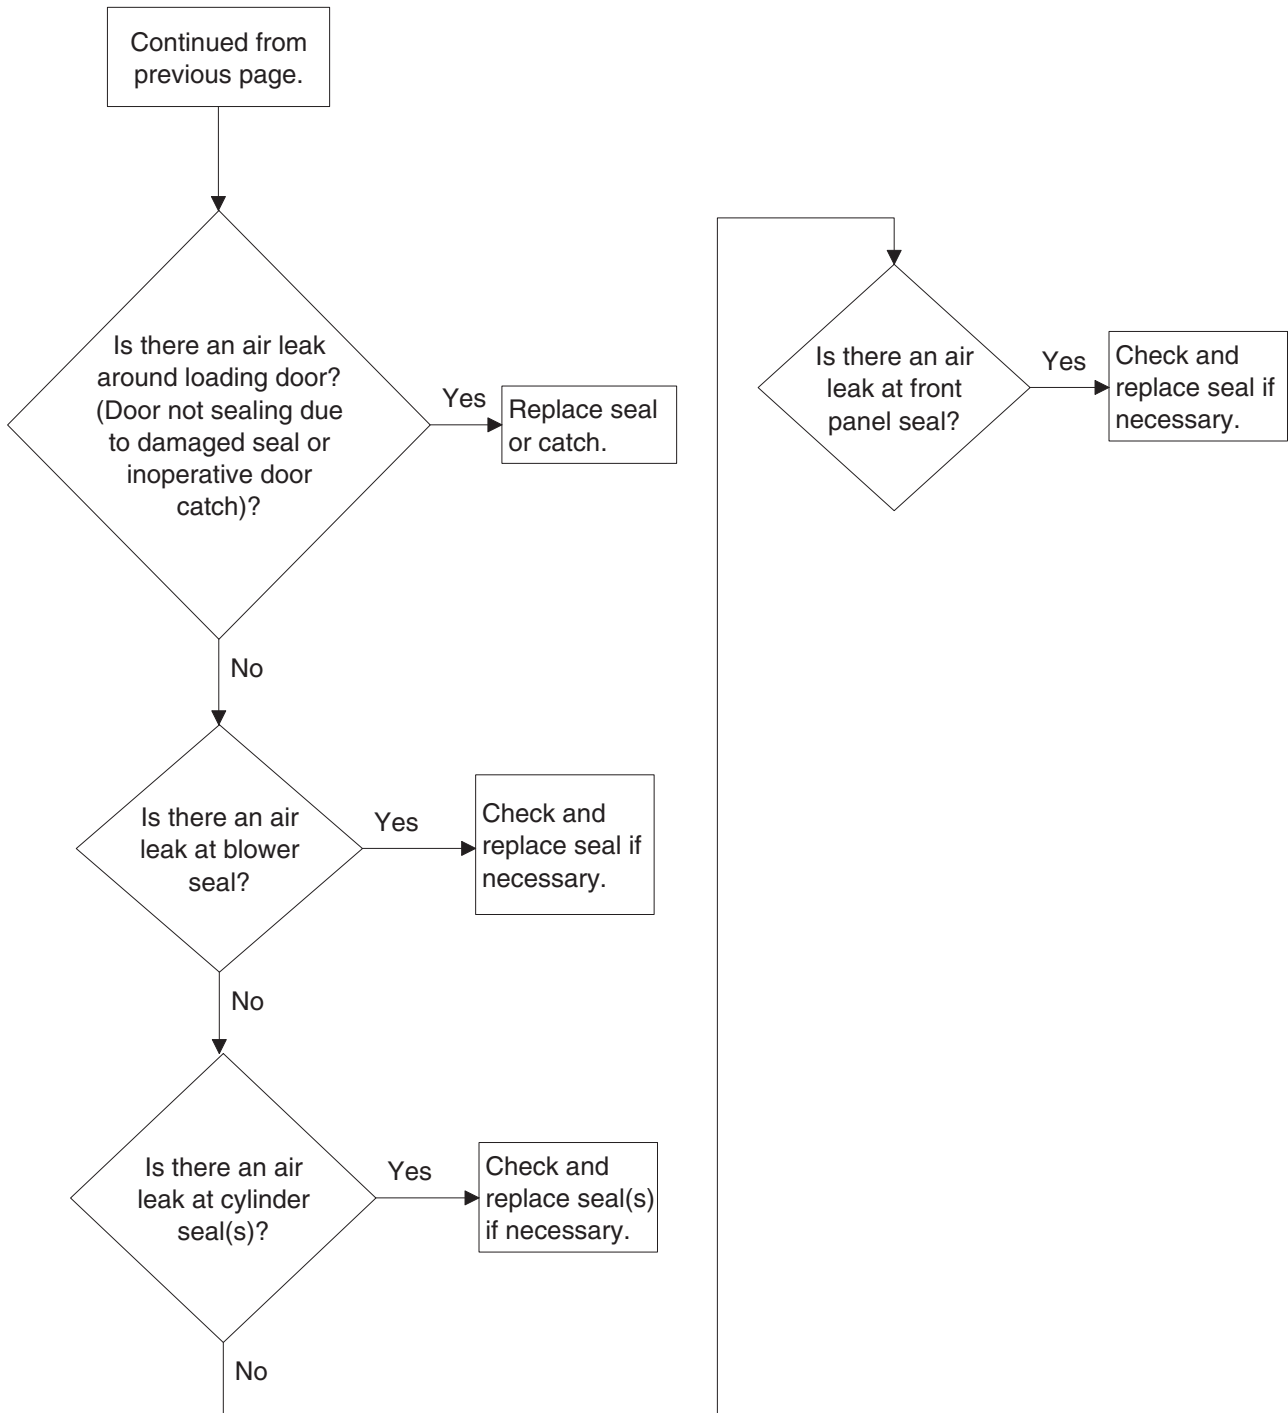 Continued from
previous page.
Is there an air leak
around loading door?
(Door not sealing due
to damaged seal or
inoperative door
catch)?
Yes
Replace seal
or catch.
No
Is there an air
leak at blower
seal?
Yes
Check and
replace seal if
necessary.
No
Is there an air
leak at cylinder
seal(s)?
Yes
Check and
replace seal(s)
if necessary.
No
Is there an air
leak at front
panel seal?
Yes
Check and
replace seal if
necessary.